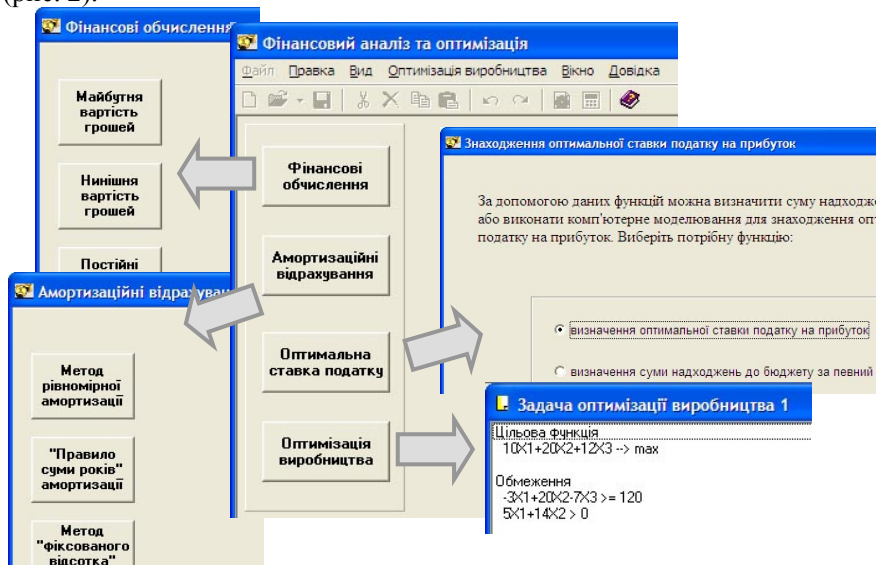 (рис. 2).
Фінансові обчислення
Майбутня
вартість
грошей
Нинішня
вартість
грошей
Постійні
Фінансовий аналіз та оптимізація
Файл Правка Вид Оптимізація виробництва Вікно Довідка
Фінансові
обчислення
Амортизаційні
відрахування
Оптимальна
ставка податку
Оптимізація
виробництва
Знаходження оптимальної ставки податку на прибуток
За допомогою даних функцій можна визначити суму надходж
або виконати комп'ютерне моделювання для знаходження оп
податку на прибуток. Виберіть потрібну функцію:
визначення оптимальної ставки податку на прибуток
визначення суми надходжень до бюджету за певний
Амортизаційні відрахуван
Метод
рівномірної
амортизації
"Правило
суми років"
амортизації
Метод
"фіксованого
відсотка"
Задача оптимізації виробництва 1
Цільова функція
10X1+20X2+12X3 --> max
Обмеження
-3X1+20X2-7X3 >= 120
5X1+14X2 > 0